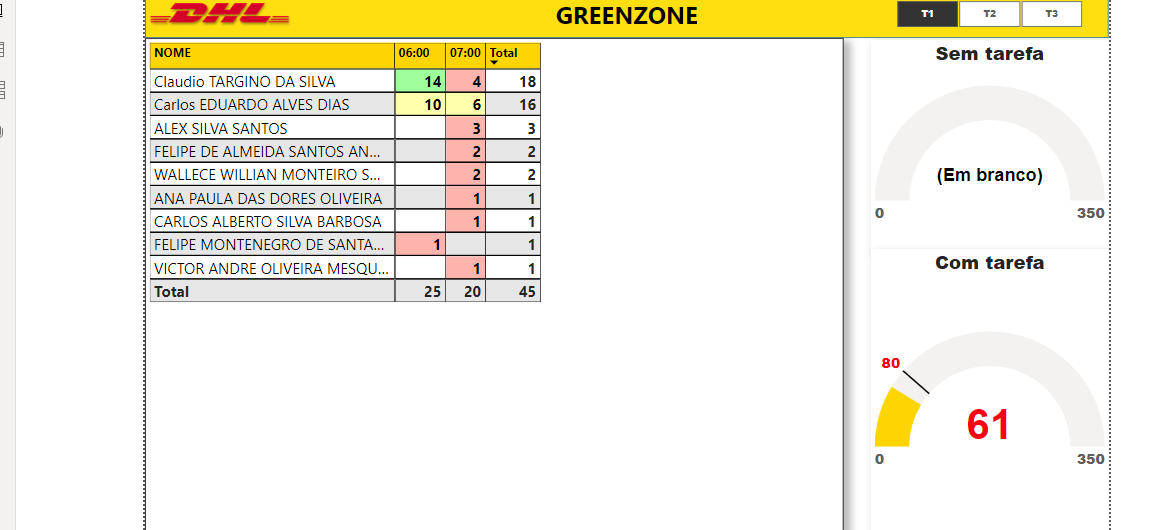 DHL
GREENZONE
T1 T2 T3
NOME 06:00 07:00 Total
Claudio TARGINO DA SILVA 14 4 18
Carlos EDUARDO ALVES DIAS 10 6 16
ALEX SILVA SANTOS 3 3
FELIPE DE ALMEIDA SANTOS AN... 2 2
WALLECE WILLIAN MONTEIRO S... 2 2
ANA PAULA DAS DORES OLIVEIRA 1 1
CARLOS ALBERTO SILVA BARBOSA 1 1
FELIPE MONTENEGRO DE SANTA... 1 1
VICTOR ANDRE OLIVEIRA MESQU... 1 1
Total 25 20 45
Sem tarefa
(Em branco)
0 350
Com tarefa
80
61
0 350